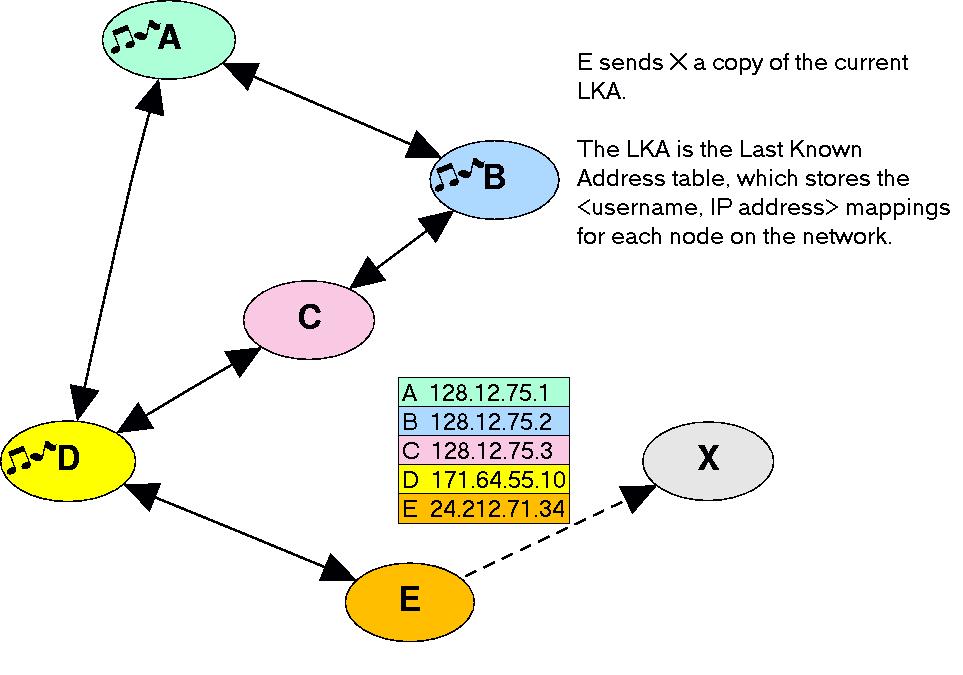 A
E sends X a copy of the current
LKA.
The LKA is the Last Known
Address table, which stores the
<username, IP address> mappings
for each node on the network.
B
C
A 128.12.75.1
B 128.12.75.2
C 128.12.75.3
D 171.64.55.10
E 24.212.71.34
D
X
E